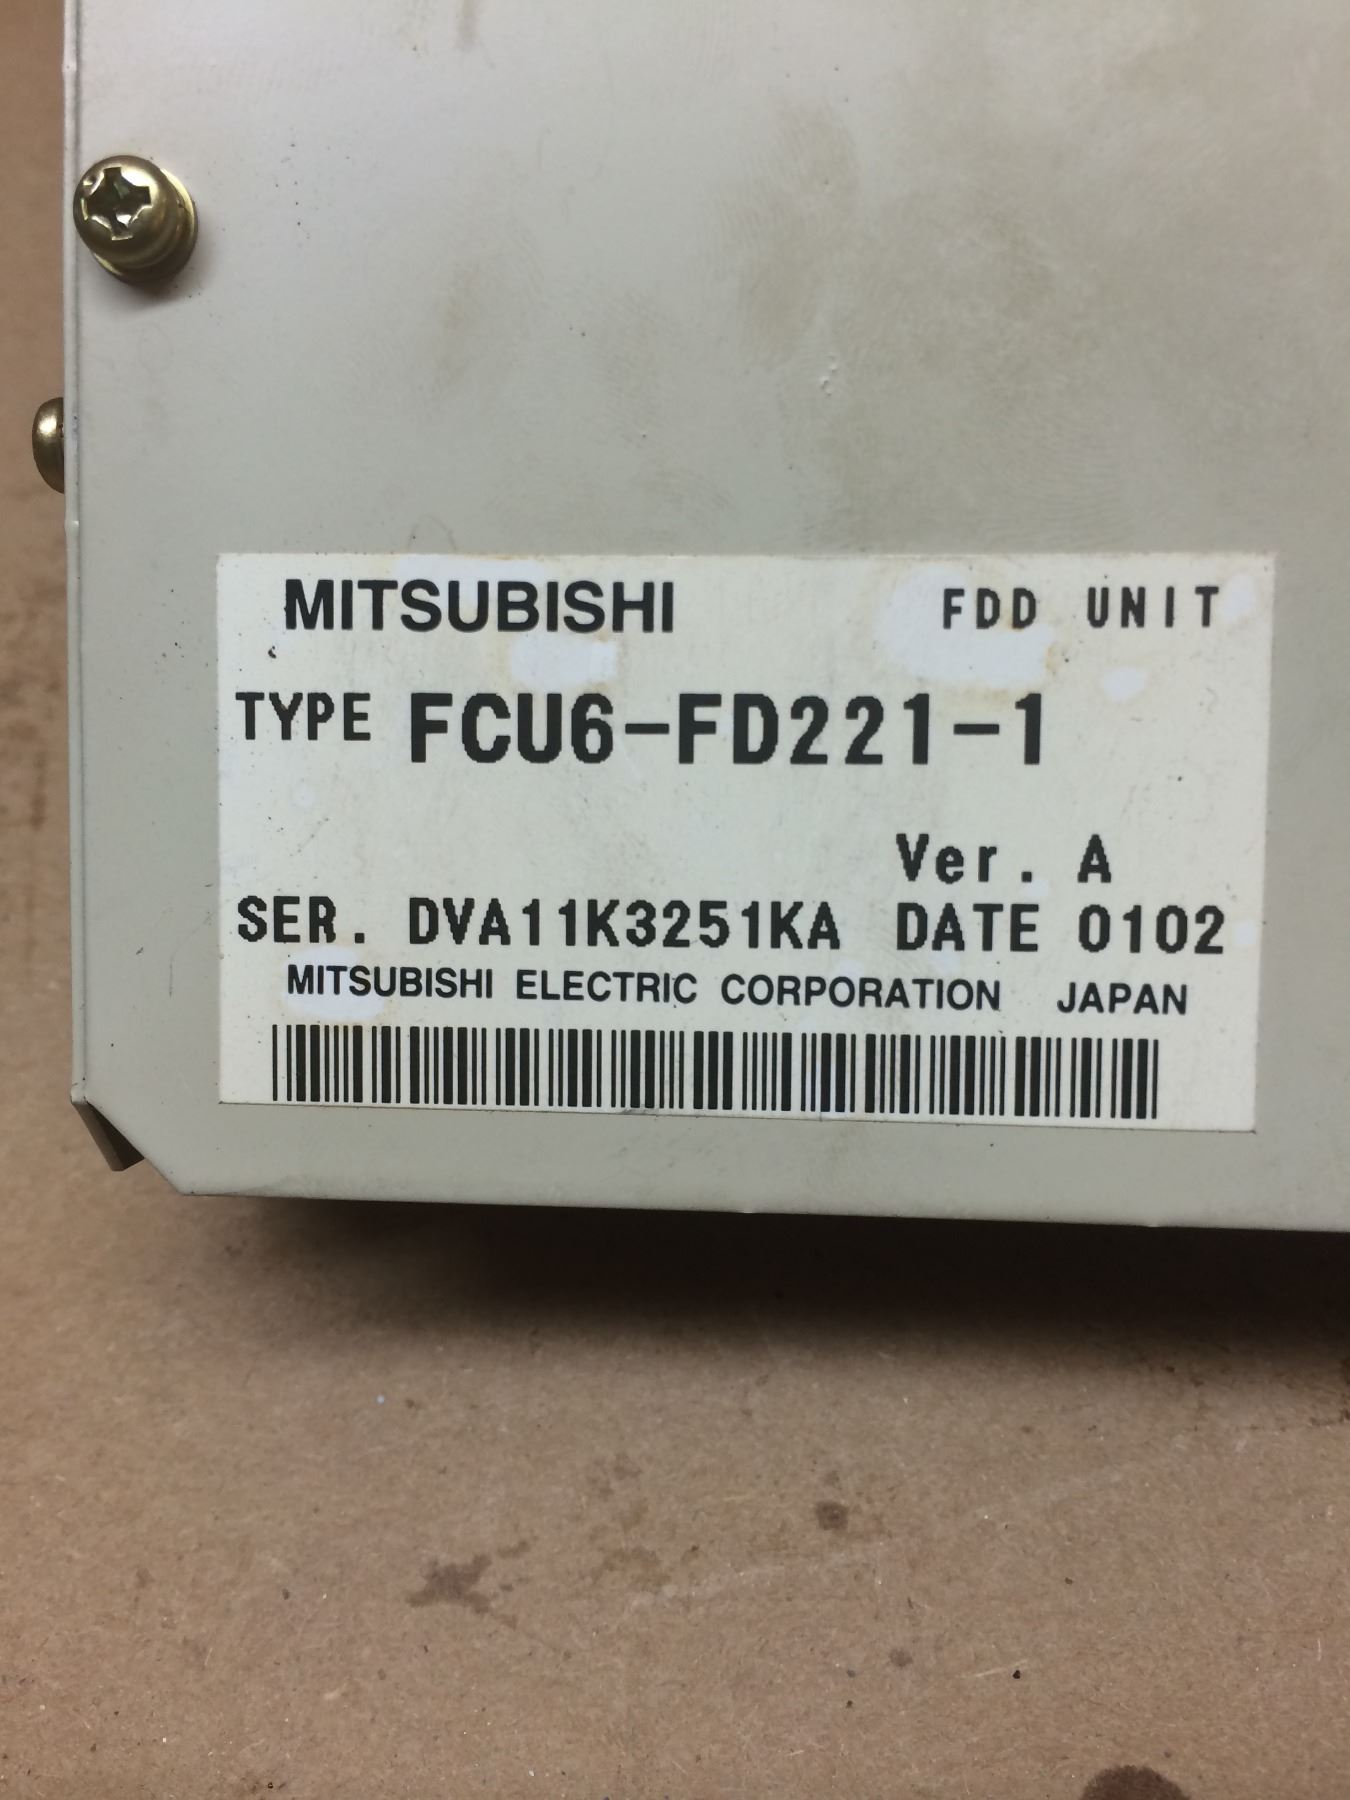 MITSUBISHI FDD UNIT
TYPE FCU6-FD221-1
Ver. A
SER. DVA11K3251KA DATE 0102
MITSUBISHI ELECTRIC CORPORATION JAPAN